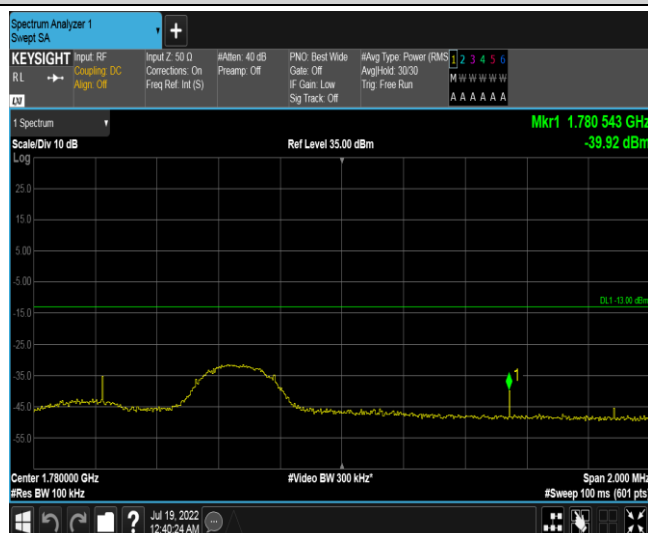 Spectrum Analyzer 1
Swept SA
KEYSIGHT
RL
LXI
Input: RF
Coupling: DC
Align: Off
Input Z: 50 Ω
Corrections: On
Freq Ref: Int (S)
#Atten: 40 dB
Preamp: Off
PNO: Best Wide
Gate: Off
IF Gain: Low
Sig Track: Off
#Avg Type: Power (RMS
Avg|Hold: 30/30
Trig: Free Run
1 2 3 4 5 6
M W W W W W
A A A A A A
1 Spectrum
Mkr1 1.780 543 GHz
Scale/Div 10 dB
Ref Level 35.00 dBm
-39.92 dBm
Log
25.0
15.0
5.00
-5.00
DL1 -13.00 dBm
-15.0
-25.0
-35.0
1
-45.0
-55.0
Center 1.780000 GHz
#Video BW 300 kHz*
Span 2.000 MHz
#Res BW 100 kHz
#Sweep 100 ms (601 pts)
?
Jul 19, 2022
12:40:24 AM